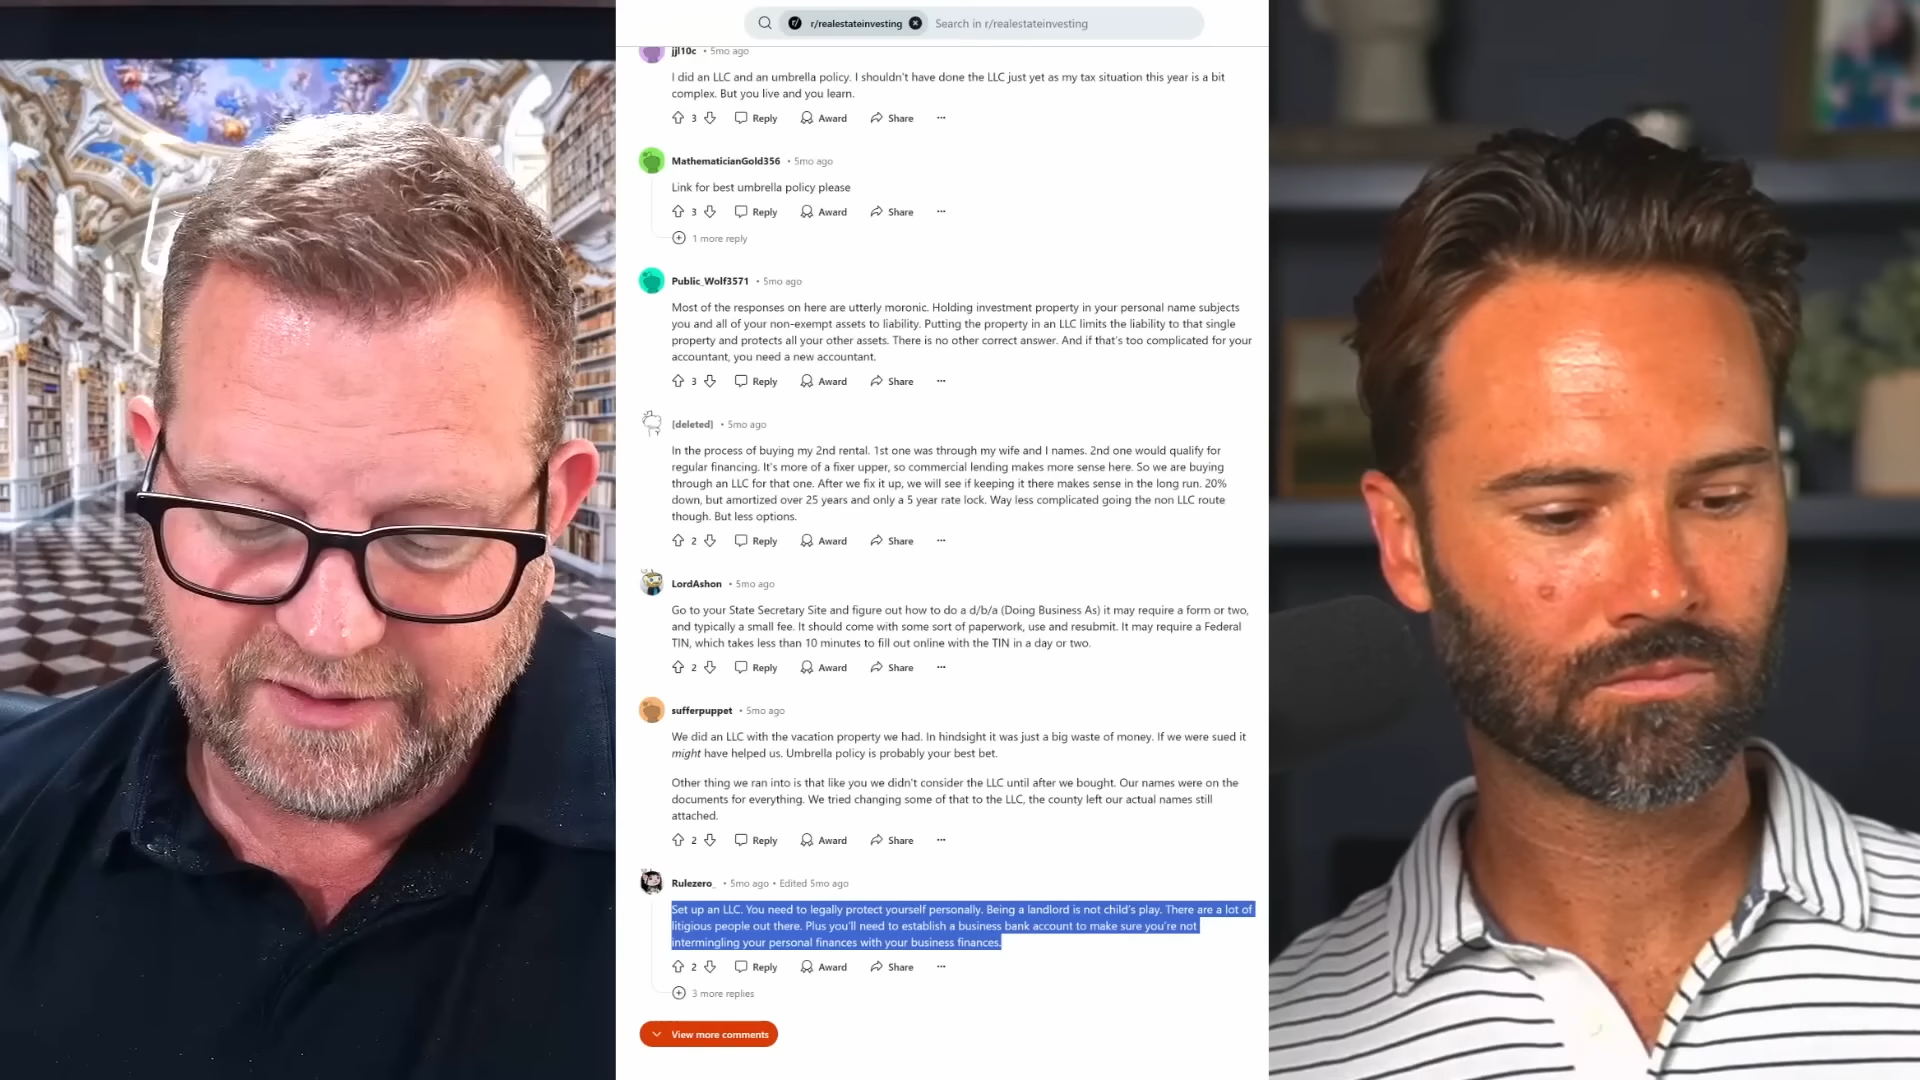 r/realestateinvesting Search in r/realestateinvesting
jjl10c • 5mo ago
I did an LLC and an umbrella policy. I shouldn't have done the LLC just yet as my tax situation this year is a bit
complex. But you live and you learn.
3 Reply Award Share ...
MathematicianGold356 • 5mo ago
Link for best umbrella policy please
3 Reply Award Share ...
1 more reply
Public_Wolf3571 • 5mo ago
Most of the responses on here are utterly moronic. Holding investment property in your personal name subjects
you and all of your non-exempt assets to liability. Putting the property in an LLC limits the liability to that single
property and protects all your other assets. There is no other correct answer. And if that's too complicated for your
accountant, you need a new accountant.
3 Reply Award Share ...
[deleted] • 5mo ago
In the process of buying my 2nd rental. 1st one was through my wife and I names. 2nd one would qualify for
regular financing. It's more of a fixer upper, so commercial lending makes more sense here. So we are buying
through an LLC for that one. After we fix it up, we will see if keeping it there makes sense in the long run. 20%
down, but amortized over 25 years and only a 5 year rate lock. Way less complicated going the non LLC route
though. But less options.
2 Reply Award Share ...
LordAshon • 5mo ago
Go to your State Secretary Site and figure out how to do a d/b/a (Doing Business As) it may require a form or two,
and typically a small fee. It should come with some sort of paperwork, use and resubmit. It may require a Federal
TIN, which takes less than 10 minutes to fill out online with the TIN in a day or two.
2 Reply Award Share ...
sufferpuppet • 5mo ago
We did an LLC with the vacation property we had. In hindsight it was just a big waste of money. If we were sued it
might have helped us. Umbrella policy is probably your best bet.
Other thing we ran into is that like you we didn't consider the LLC until after we bought. Our names were on the
documents for everything. We tried changing some of that to the LLC, the county left our actual names still
attached.
2 Reply Award Share ...
Rulezero_ • 5mo ago • Edited 5mo ago
Set up an LLC. You need to legally protect yourself personally. Being a landlord is not child's play. There are a lot of
litigious people out there. Plus you'll need to establish a business bank account to make sure you're not
intermingling your personal finances with your business finances.
2 Reply Award Share ...
3 more replies
View more comments